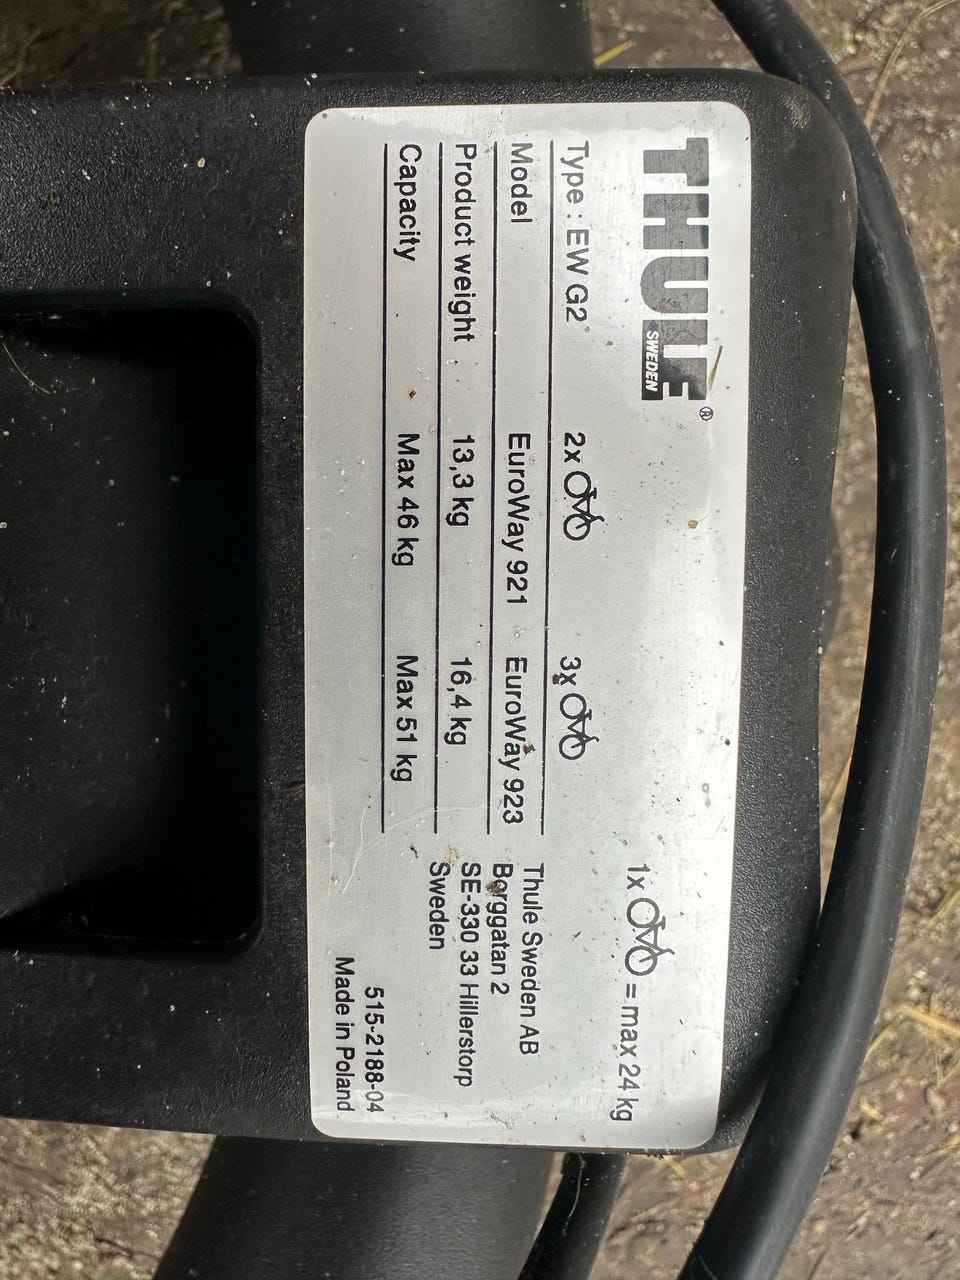 THULE®
SWEDEN
1x = max 24 kg
Type : EW G2 2x 3x
Model EuroWay 921 EuroWay 923
Product weight 13,3 kg 16,4 kg
Capacity Max 46 kg Max 51 kg
Thule Sweden AB
Borggatan 2
SE-330 33 Hillerstorp
Sweden
515-2188-04
Made in Poland